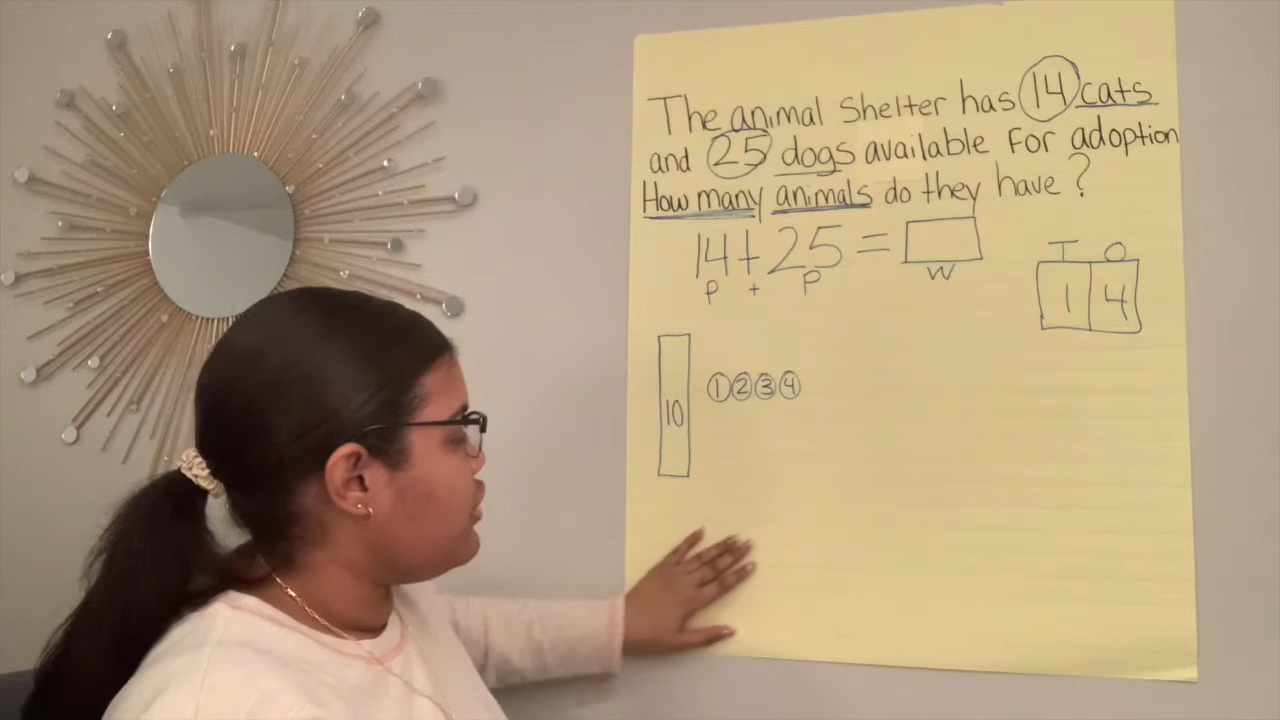 The animal Shelter has 14 cats
and 25 dogs available For adoption
How many animals do they have?
14+25=
P + P W
T O
1 4
10
1 2 3 4